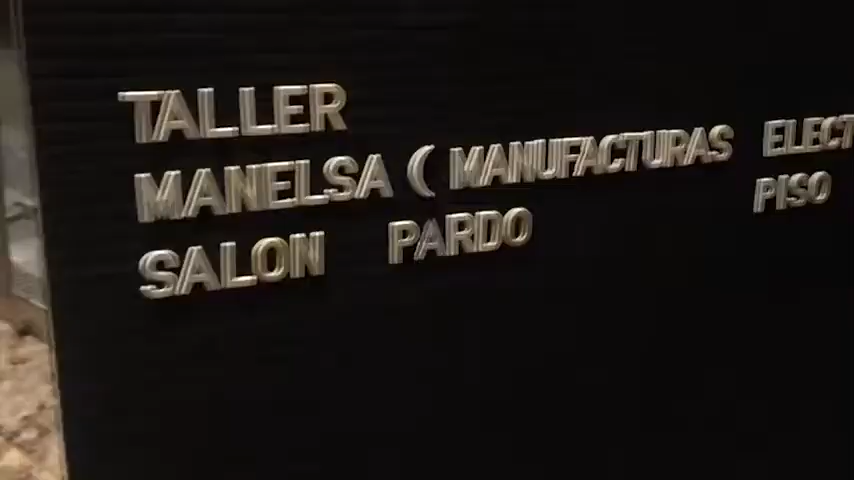 TALLER
MANELSA ( MANUFACTURAS ELECT
SALON PARDO PISO